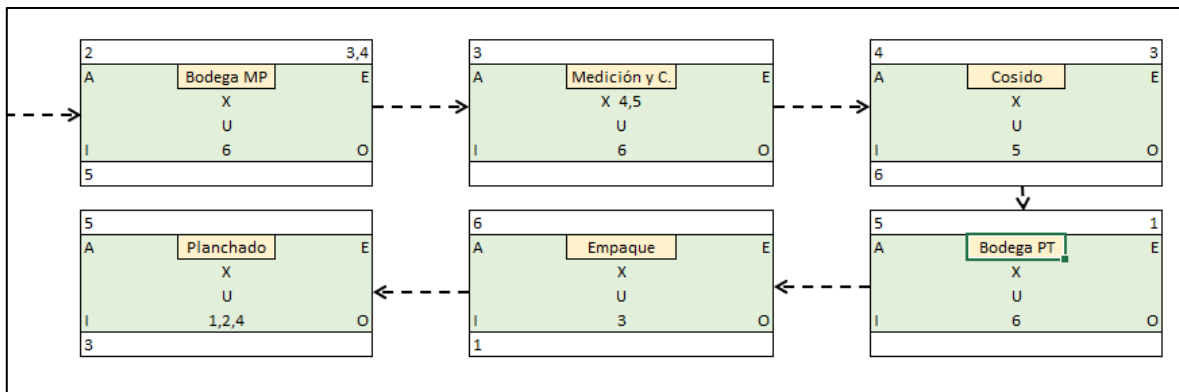 2 3,4
A Bodega MP E
X
U
I 6 O
5
3
A Medición y C. E
X 4,5
U
I 6 O
4 3
A Cosido E
X
U
I 5 O
6
5
A Planchado E
X
U
I 1,2,4 O
3
6
A Empaque E
X
U
I 3 O
1
5 1
A Bodega PT E
X
U
I 6 O